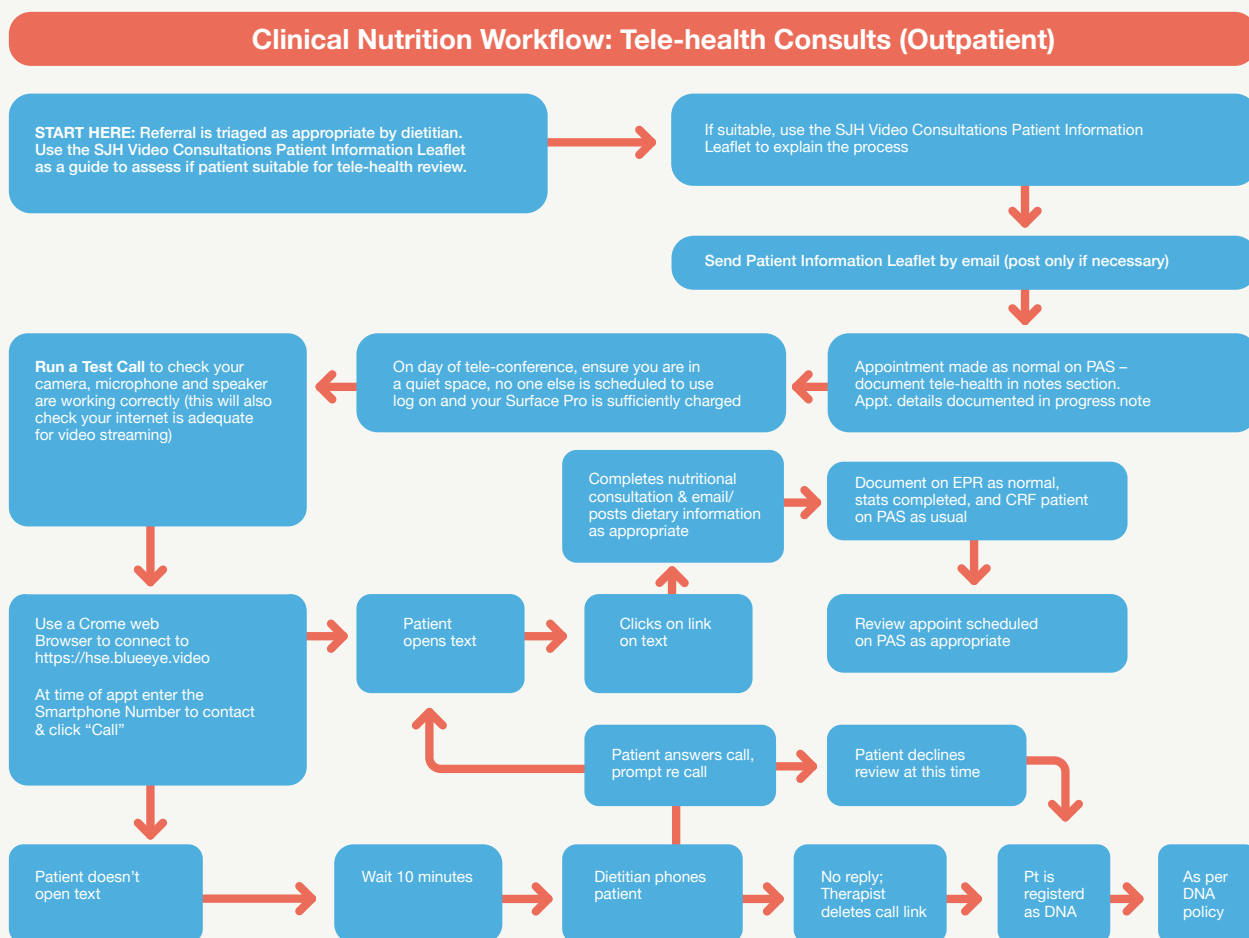 Clinical Nutrition Workflow: Tele-health Consults (Outpatient)
START HERE: Referral is triaged as appropriate by dietitian.
Use the SJH Video Consultations Patient Information Leaflet
as a guide to assess if patient suitable for tele-health review.
If suitable, use the SJH Video Consultations Patient Information
Leaflet to explain the process
Send Patient Information Leaflet by email (post only if necessary)
Appointment made as normal on PAS –
document tele-health in notes section.
Appt. details documented in progress note
On day of tele-conference, ensure you are in
a quiet space, no one else is scheduled to use
log on and your Surface Pro is sufficiently charged
Run a Test Call to check your
camera, microphone and speaker
are working correctly (this will also
check your internet is adequate
for video streaming)
Use a Crome web
Browser to connect to
https://hse.blueeye.video
At time of appt enter the
Smartphone Number to contact
& click “Call”
Patient
opens text
Clicks on link
on text
Completes nutritional
consultation & email/
posts dietary information
as appropriate
Document on EPR as normal,
stats completed, and CRF patient
on PAS as usual
Review appoint scheduled
on PAS as appropriate
Patient answers call,
prompt re call
Patient declines
review at this time
Patient doesn’t
open text
Wait 10 minutes
Dietitian phones
patient
No reply;
Therapist
deletes call link
Pt is
registerd
as DNA
As per
DNA
policy